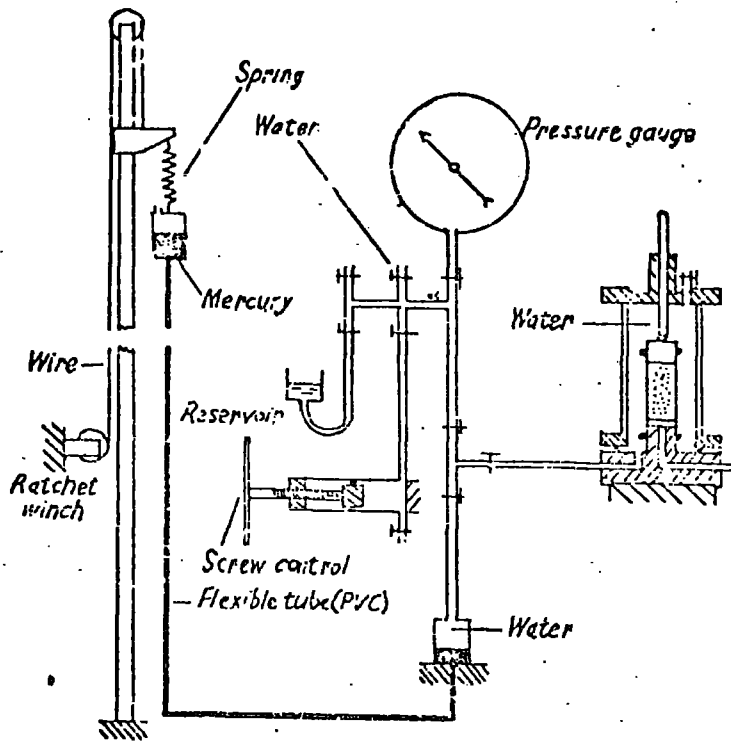 Spring
Water
Pressure gauge
Mercury
Water
Wire
Reservoir
Ratchet
winch
Screw caitrol
Flexible tube(PVC)
Water